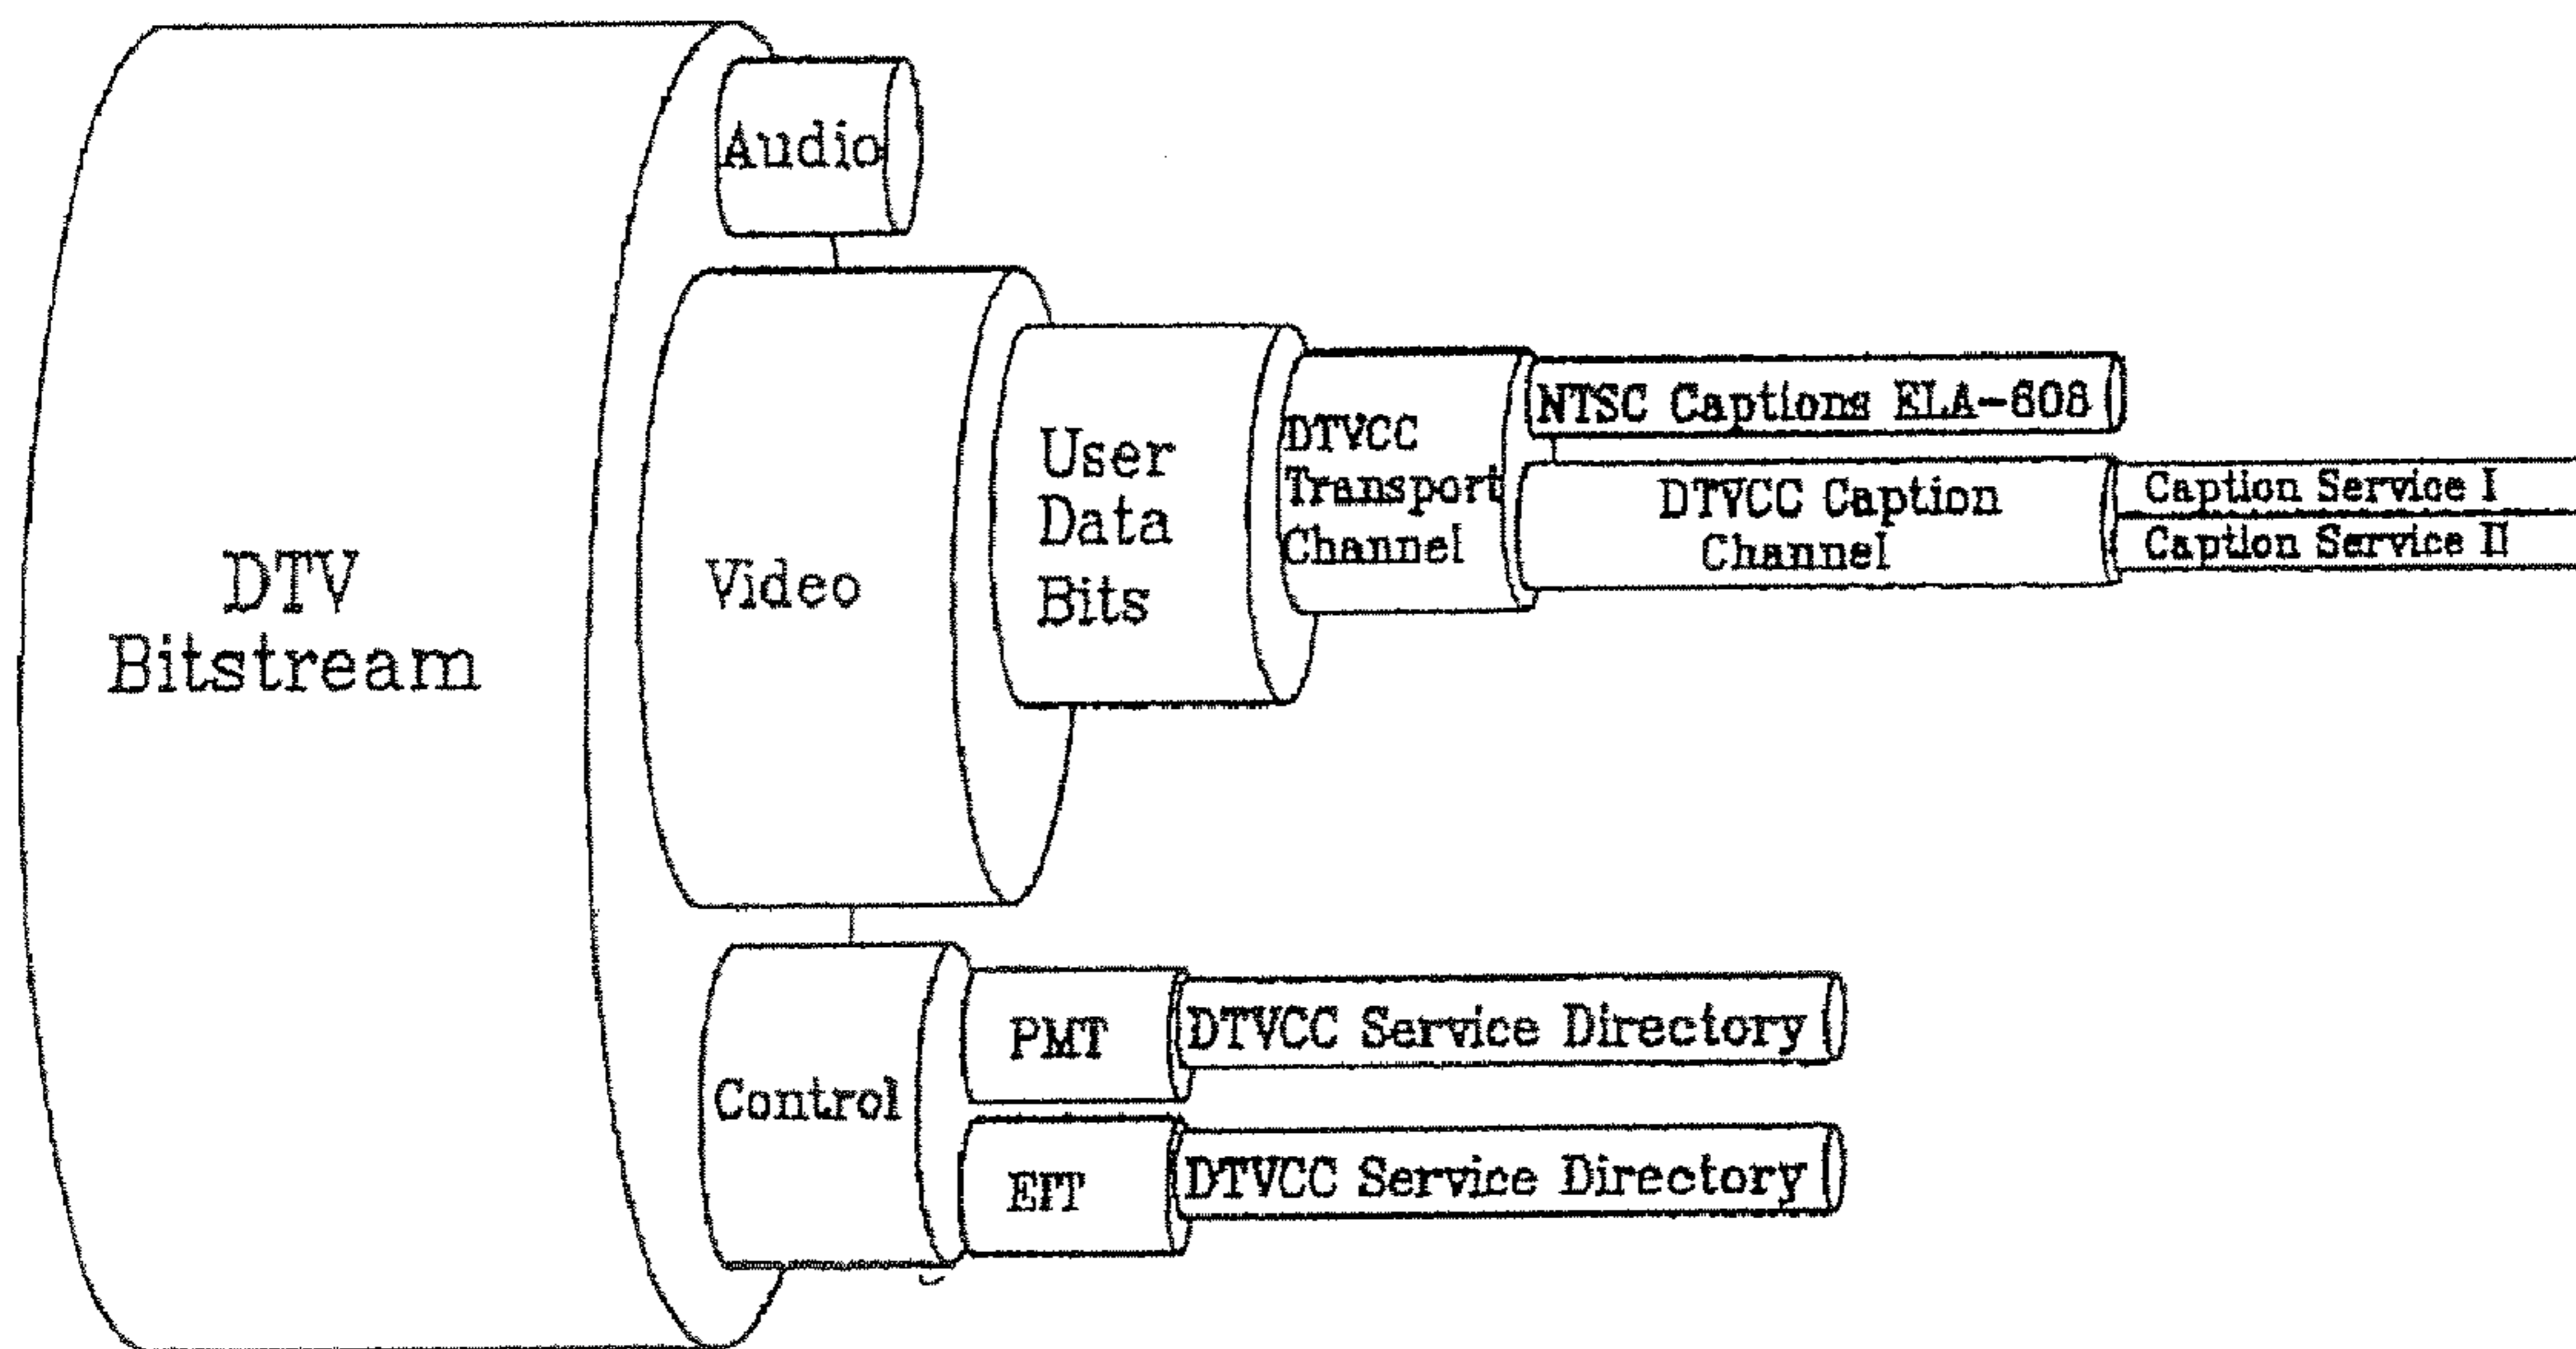 Audio
DTV
Bitstream
Video
User
Data
Bits
DTVCC
Transport
Channel
NTSC Captions ELA-608
DTVCC Caption
Channel
Caption Service I
Caption Service II
Control
PMT
DTVCC Service Directory
EIT
DTVCC Service Directory